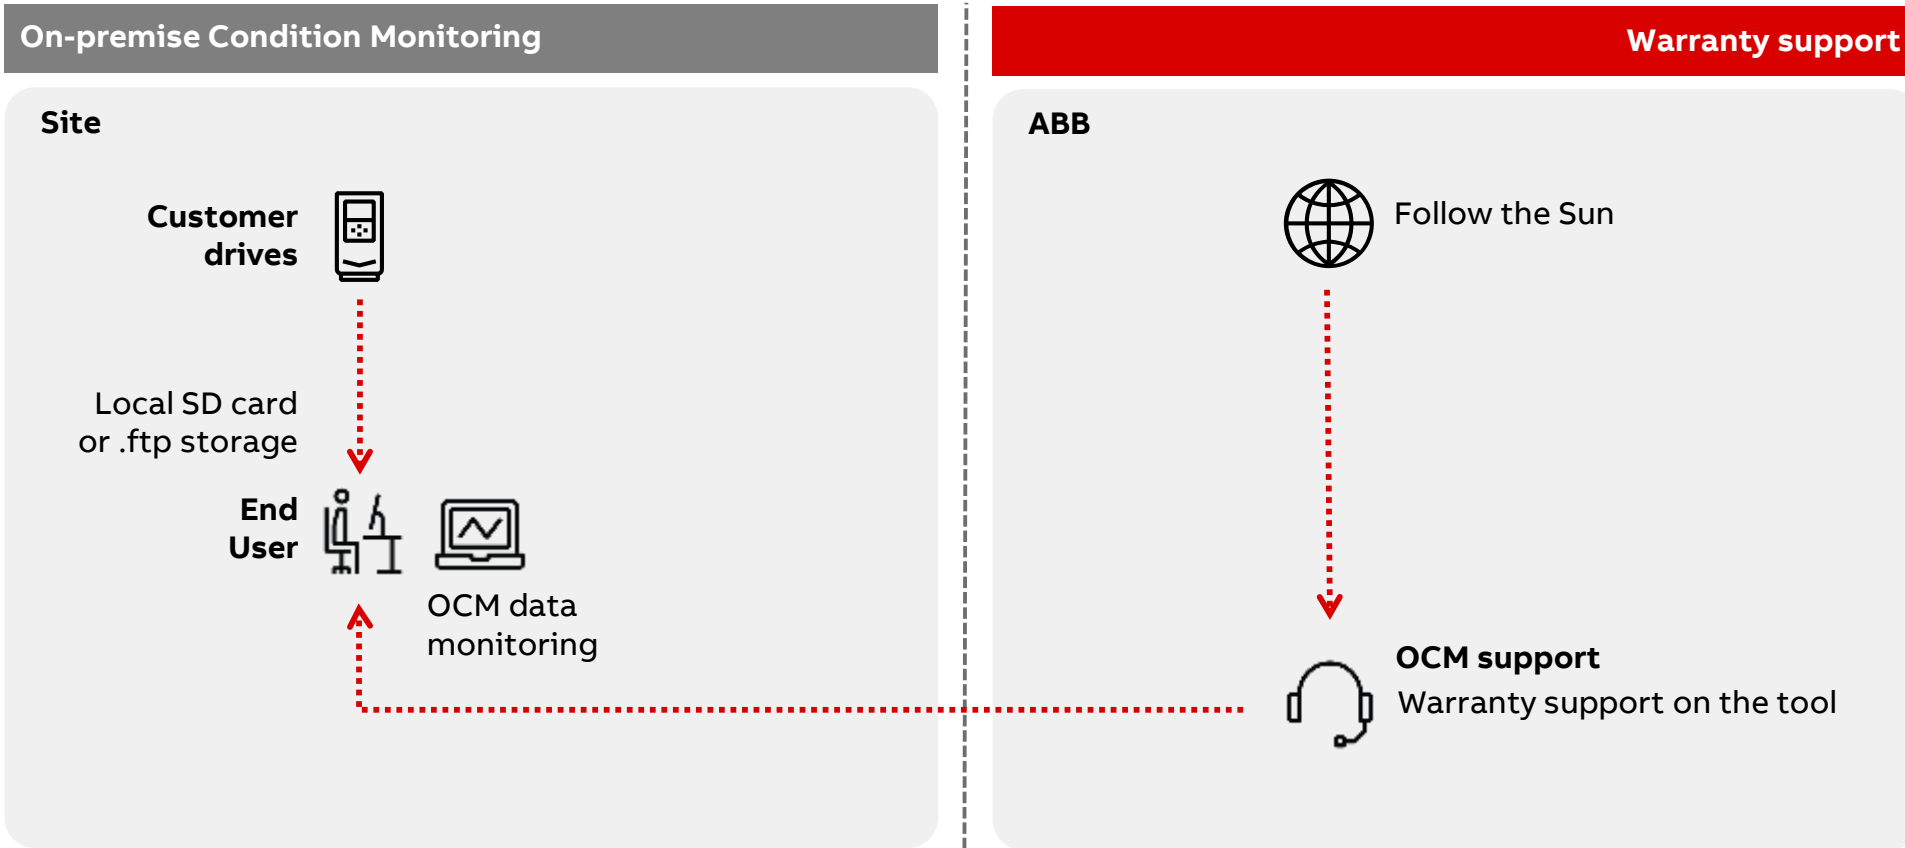 On-premise Condition Monitoring
Warranty support
Site
Customer
drives
Local SD card
or .ftp storage
End
User
OCM data
monitoring
ABB
Follow the Sun
OCM support
Warranty support on the tool